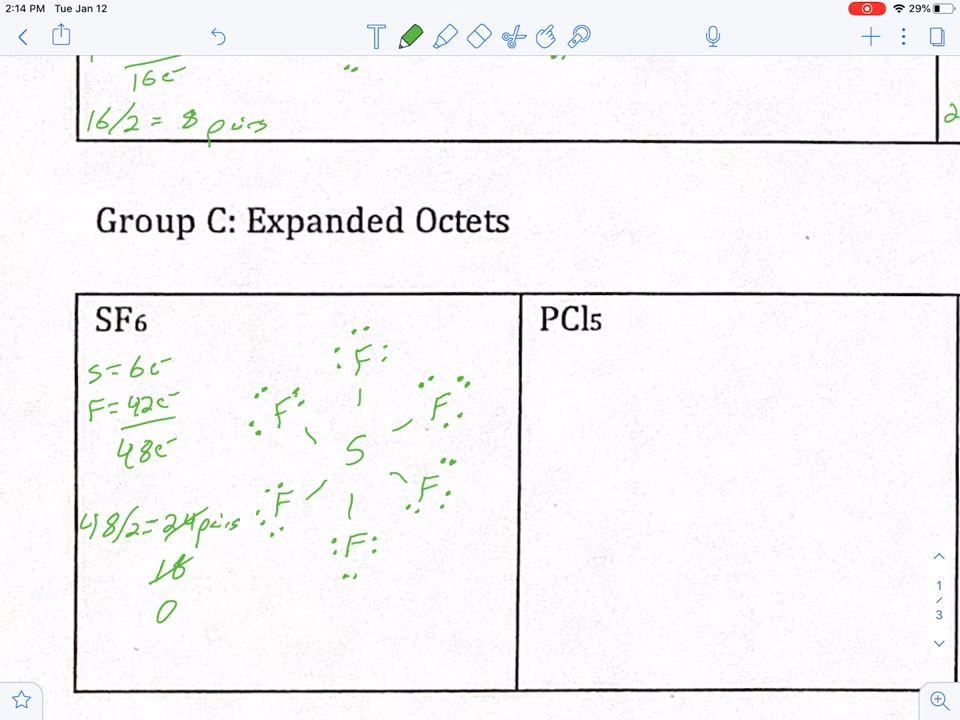 2:14 PM Tue Jan 12
29%
T
16e⁻
16/2 = 8 pairs
2
Group C: Expanded Octets
SF6
PCl5
S = 6e⁻
F = 42e⁻
48e⁻
48/2 = 24 pairs
18
0
F
F
F
S
F
F
F
1
/
3